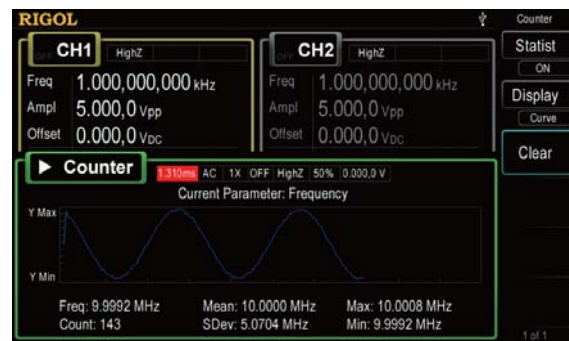 RIGOL
Counter
OFF CH1 HighZ
Freq 1.000,000,000 kHz
Ampl 5.000,0 Vpp
Offset 0.000,0 VDC
OFF CH2 HighZ
Freq 1.000,000,000 kHz
Ampl 5.000,0 Vpp
Offset 0.000,0 VDC
Statist
ON
Display
Curve
Clear
Counter 1.310ms AC 1X OFF HighZ 50% 0.000,0 V
Current Parameter: Frequency
Y Max
Y Min
Freq: 9.9992 MHz Mean: 10.0000 MHz Max: 10.0008 MHz
Count: 143 SDev: 5.0704 MHz Min: 9.9992 MHz
1 of 1